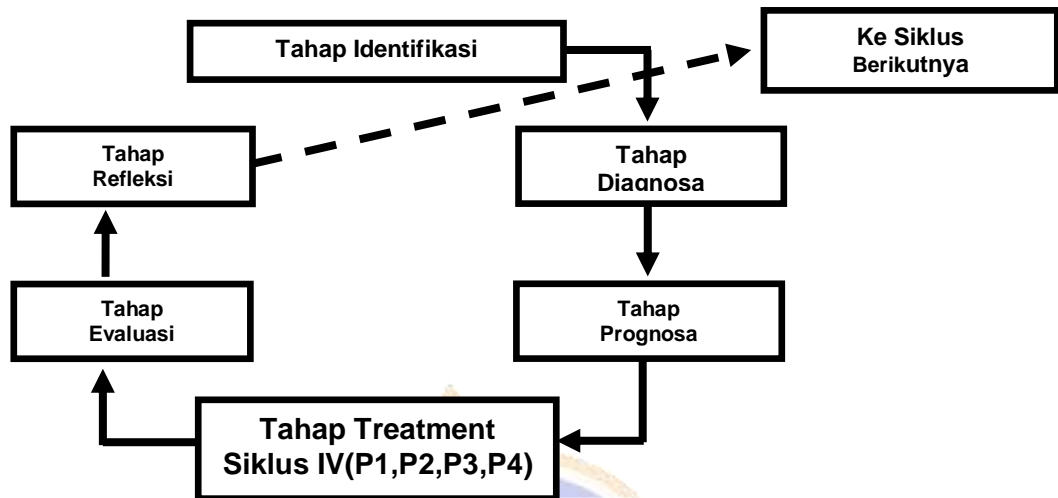 Tahap Identifikasi
Ke Siklus
Berikutnya
Tahap
Refleksi
Tahap
Diagnosa
Tahap
Evaluasi
Tahap
Prognosa
Tahap Treatment
Siklus IV(P1,P2,P3,P4)